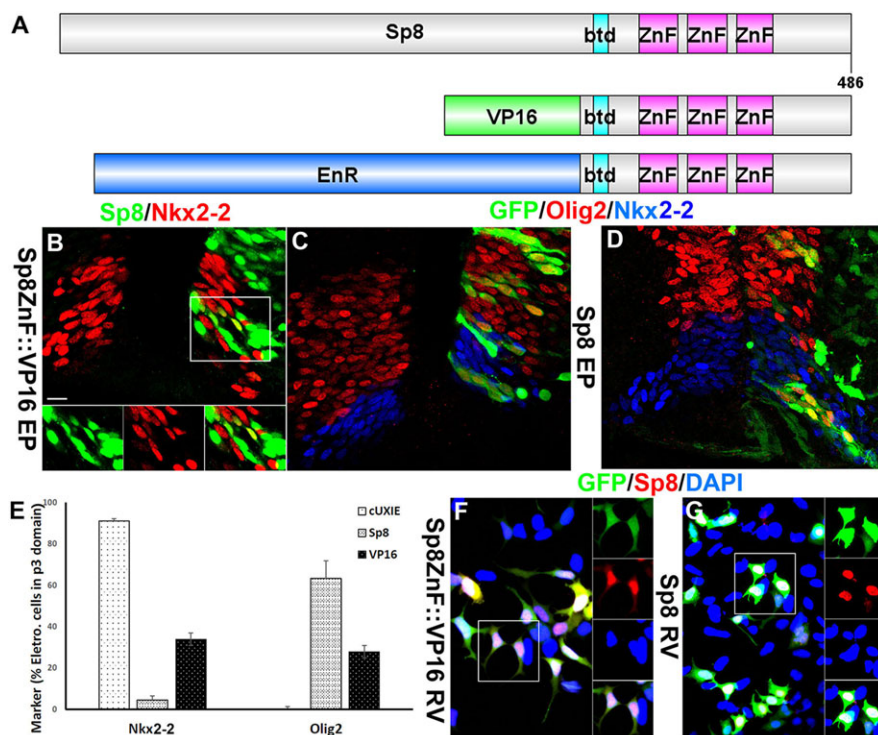 A
Sp8 btd ZnF ZnF ZnF
486
VP16 btd ZnF ZnF ZnF
EnR btd ZnF ZnF ZnF
Sp8/Nkx2-2
GFP/Olig2/Nkx2-2
Sp8ZnF::VP16 EP
B
C
Sp8 EP
D
GFP/Sp8/DAPI
E
Marker (% Eletro. cells in p3 domain)
100
80
60
40
20
0
cUXIE
Sp8
VP16
Nkx2-2
Olig2
Sp8ZnF::VP16 RV
F
Sp8 RV
G